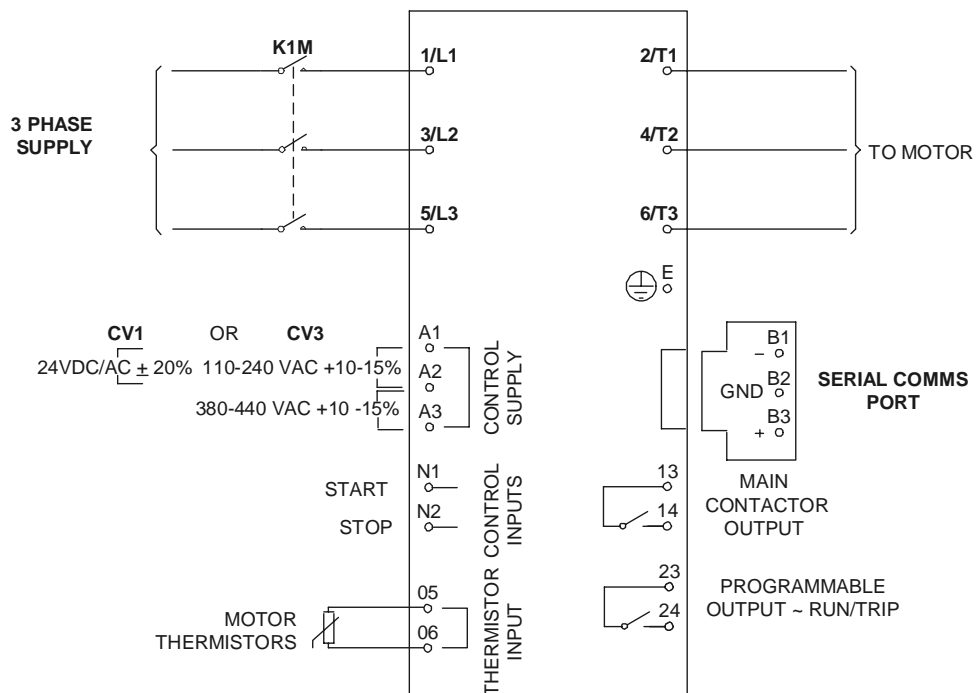 K1M
1/L1
2/T1
3 PHASE
SUPPLY
3/L2
4/T2
TO MOTOR
5/L3
6/T3
E
CV1 OR CV3
24VDC/AC ± 20% 110-240 VAC +10-15%
380-440 VAC +10 -15%
A1
A2
A3
CONTROL
SUPPLY
B1
−
GND B2
B3
+
SERIAL COMMS
PORT
START N1
STOP N2
CONTROL
INPUTS
13
14
MAIN
CONTACTOR
OUTPUT
MOTOR
THERMISTORS
05
06
THERMISTOR
INPUT
23
24
PROGRAMMABLE
OUTPUT ~ RUN/TRIP